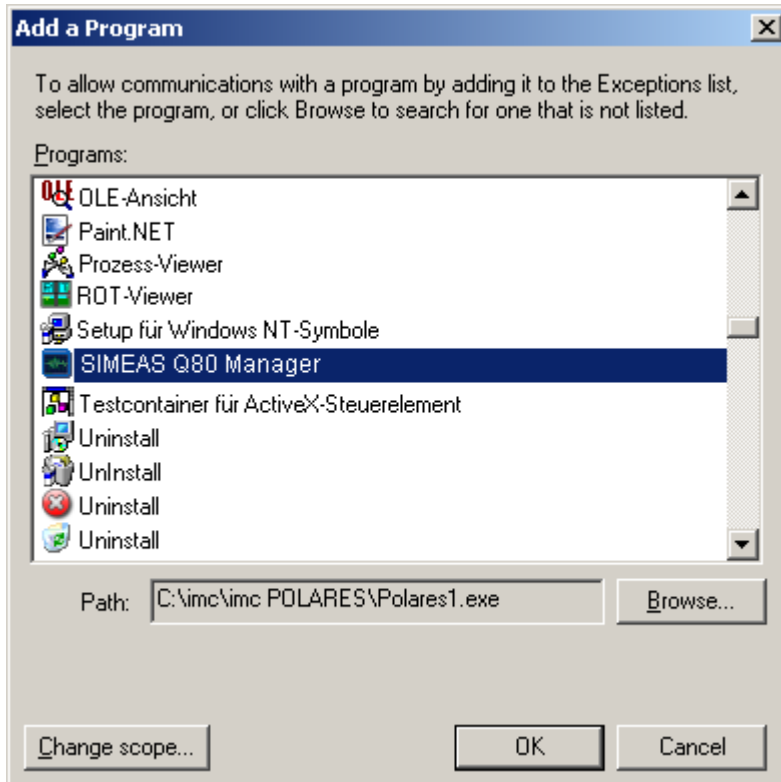 Add a Program
To allow communications with a program by adding it to the Exceptions list,
select the program, or click Browse to search for one that is not listed.
Programs:
OLE-Ansicht
Paint.NET
Prozess-Viewer
ROT-Viewer
Setup für Windows NT-Symbole
SIMEAS Q80 Manager
Testcontainer für ActiveX-Steuerelement
Uninstall
UnInstall
Uninstall
Uninstall
Path: C:\imc\imc POLARES\Polares1.exe Browse...
Change scope... OK Cancel